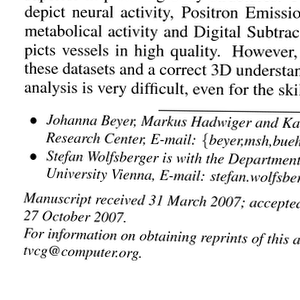 depict neural activity, Positron Emissio
metabolical activity and Digital Subtrac
picts vessels in high quality. However,
these datasets and a correct 3D understan
analysis is very difficult, even for the ski
• Johanna Beyer, Markus Hadwiger and Ka
Research Center, E-mail: {beyer,msh,bueh
• Stefan Wolfsberger is with the Department
University Vienna, E-mail: stefan.wolfsber
Manuscript received 31 March 2007; accepted
27 October 2007.
For information on obtaining reprints of this a
tvcg@computer.org.